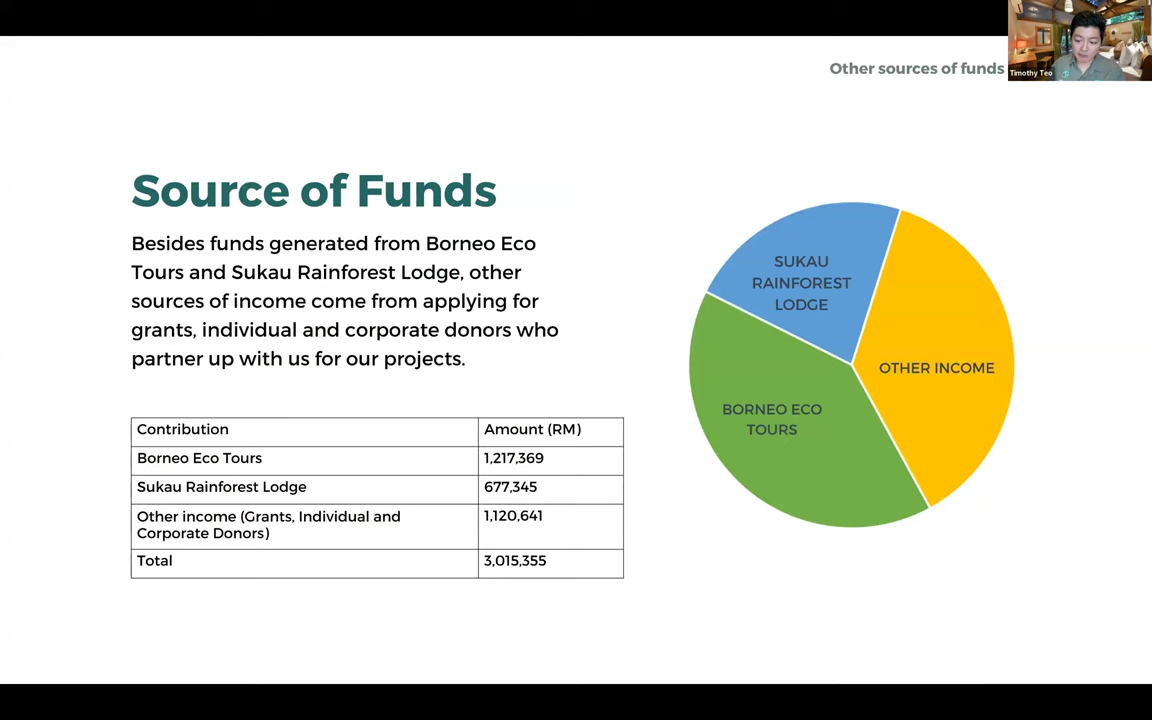 Other sources of funds
Timothy Teo
Source of Funds
Besides funds generated from Borneo Eco
Tours and Sukau Rainforest Lodge, other
sources of income come from applying for
grants, individual and corporate donors who
partner up with us for our projects.
Contribution Amount (RM)
Borneo Eco Tours 1,217,369
Sukau Rainforest Lodge 677,345
Other income (Grants, Individual and 1,120,641
Corporate Donors)
Total 3,015,355
SUKAU
RAINFOREST
LODGE
OTHER INCOME
BORNEO ECO
TOURS